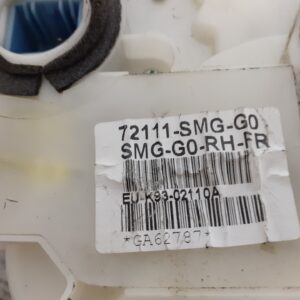 72111-SMG-G0
SMG-G0-RH-FR
EU-K93-02110A
*GA62787*